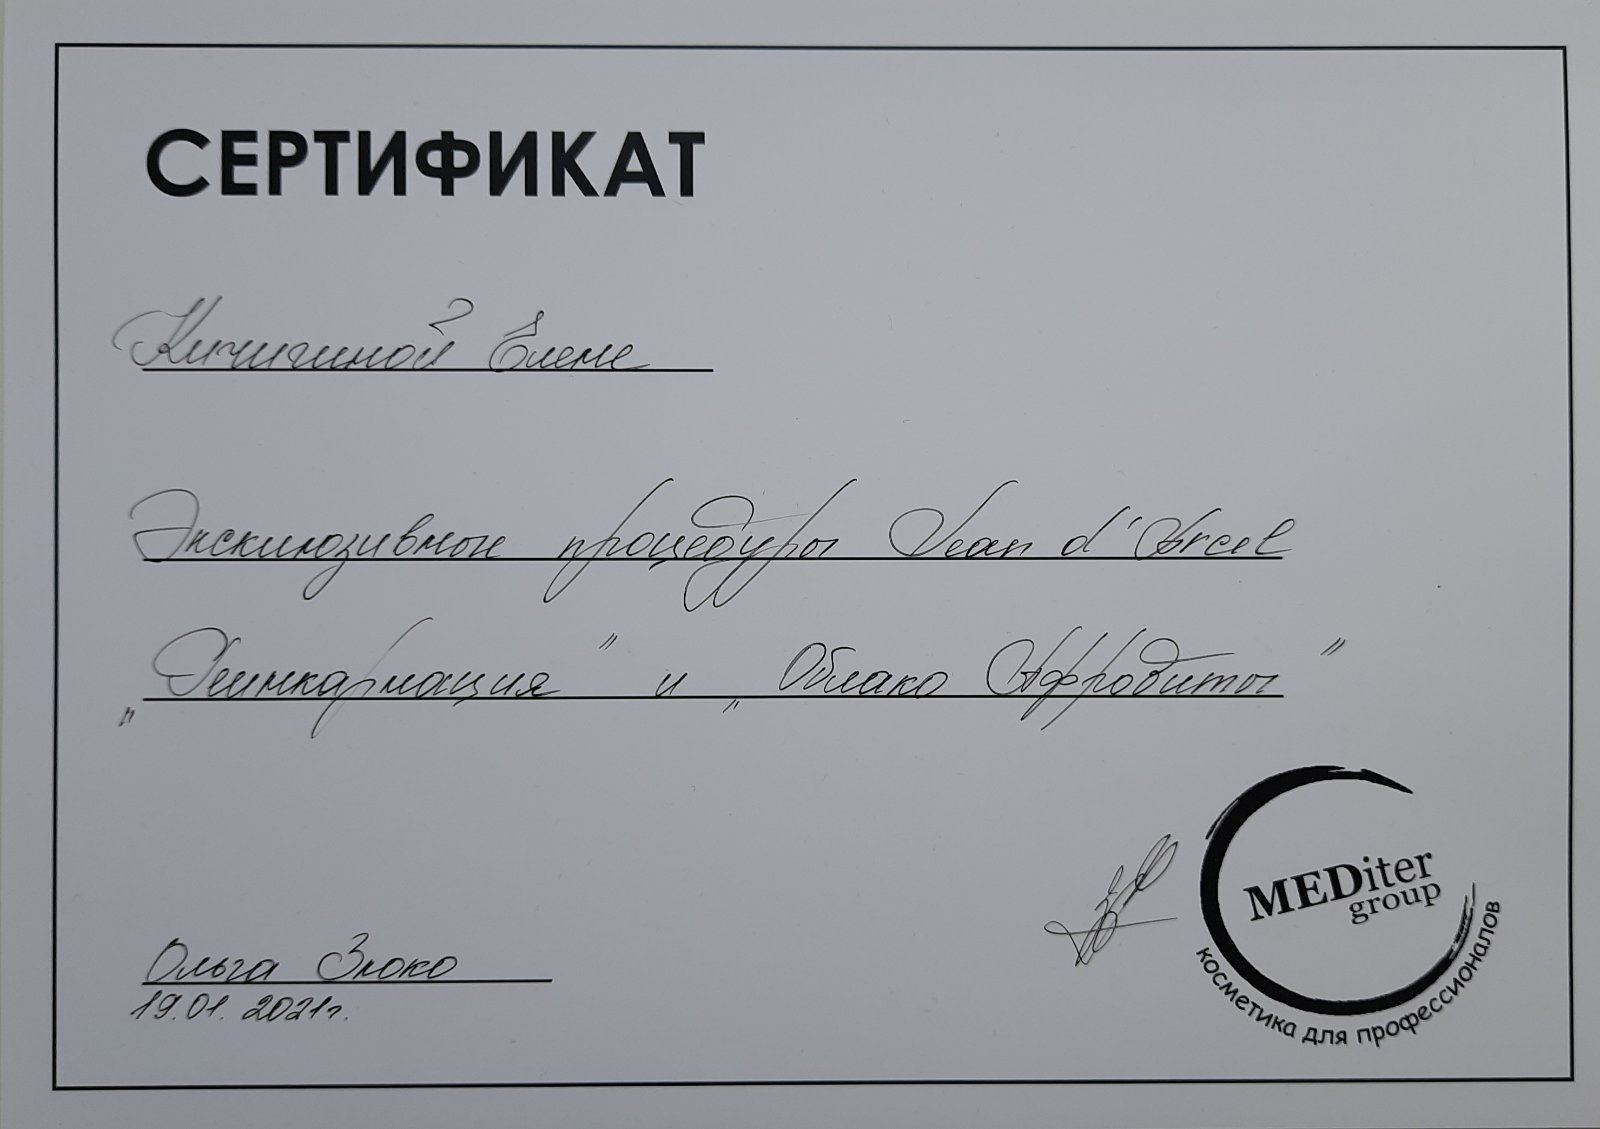 СЕРТИФИКАТ
Кичигиной Елене
Эксклюзивные процедуры Jean d'Arcel
„Реинкарнация" и „Облако Афродиты"
MEDiter
group
косметика для профессионалов
Ольга
19.01.2021г.